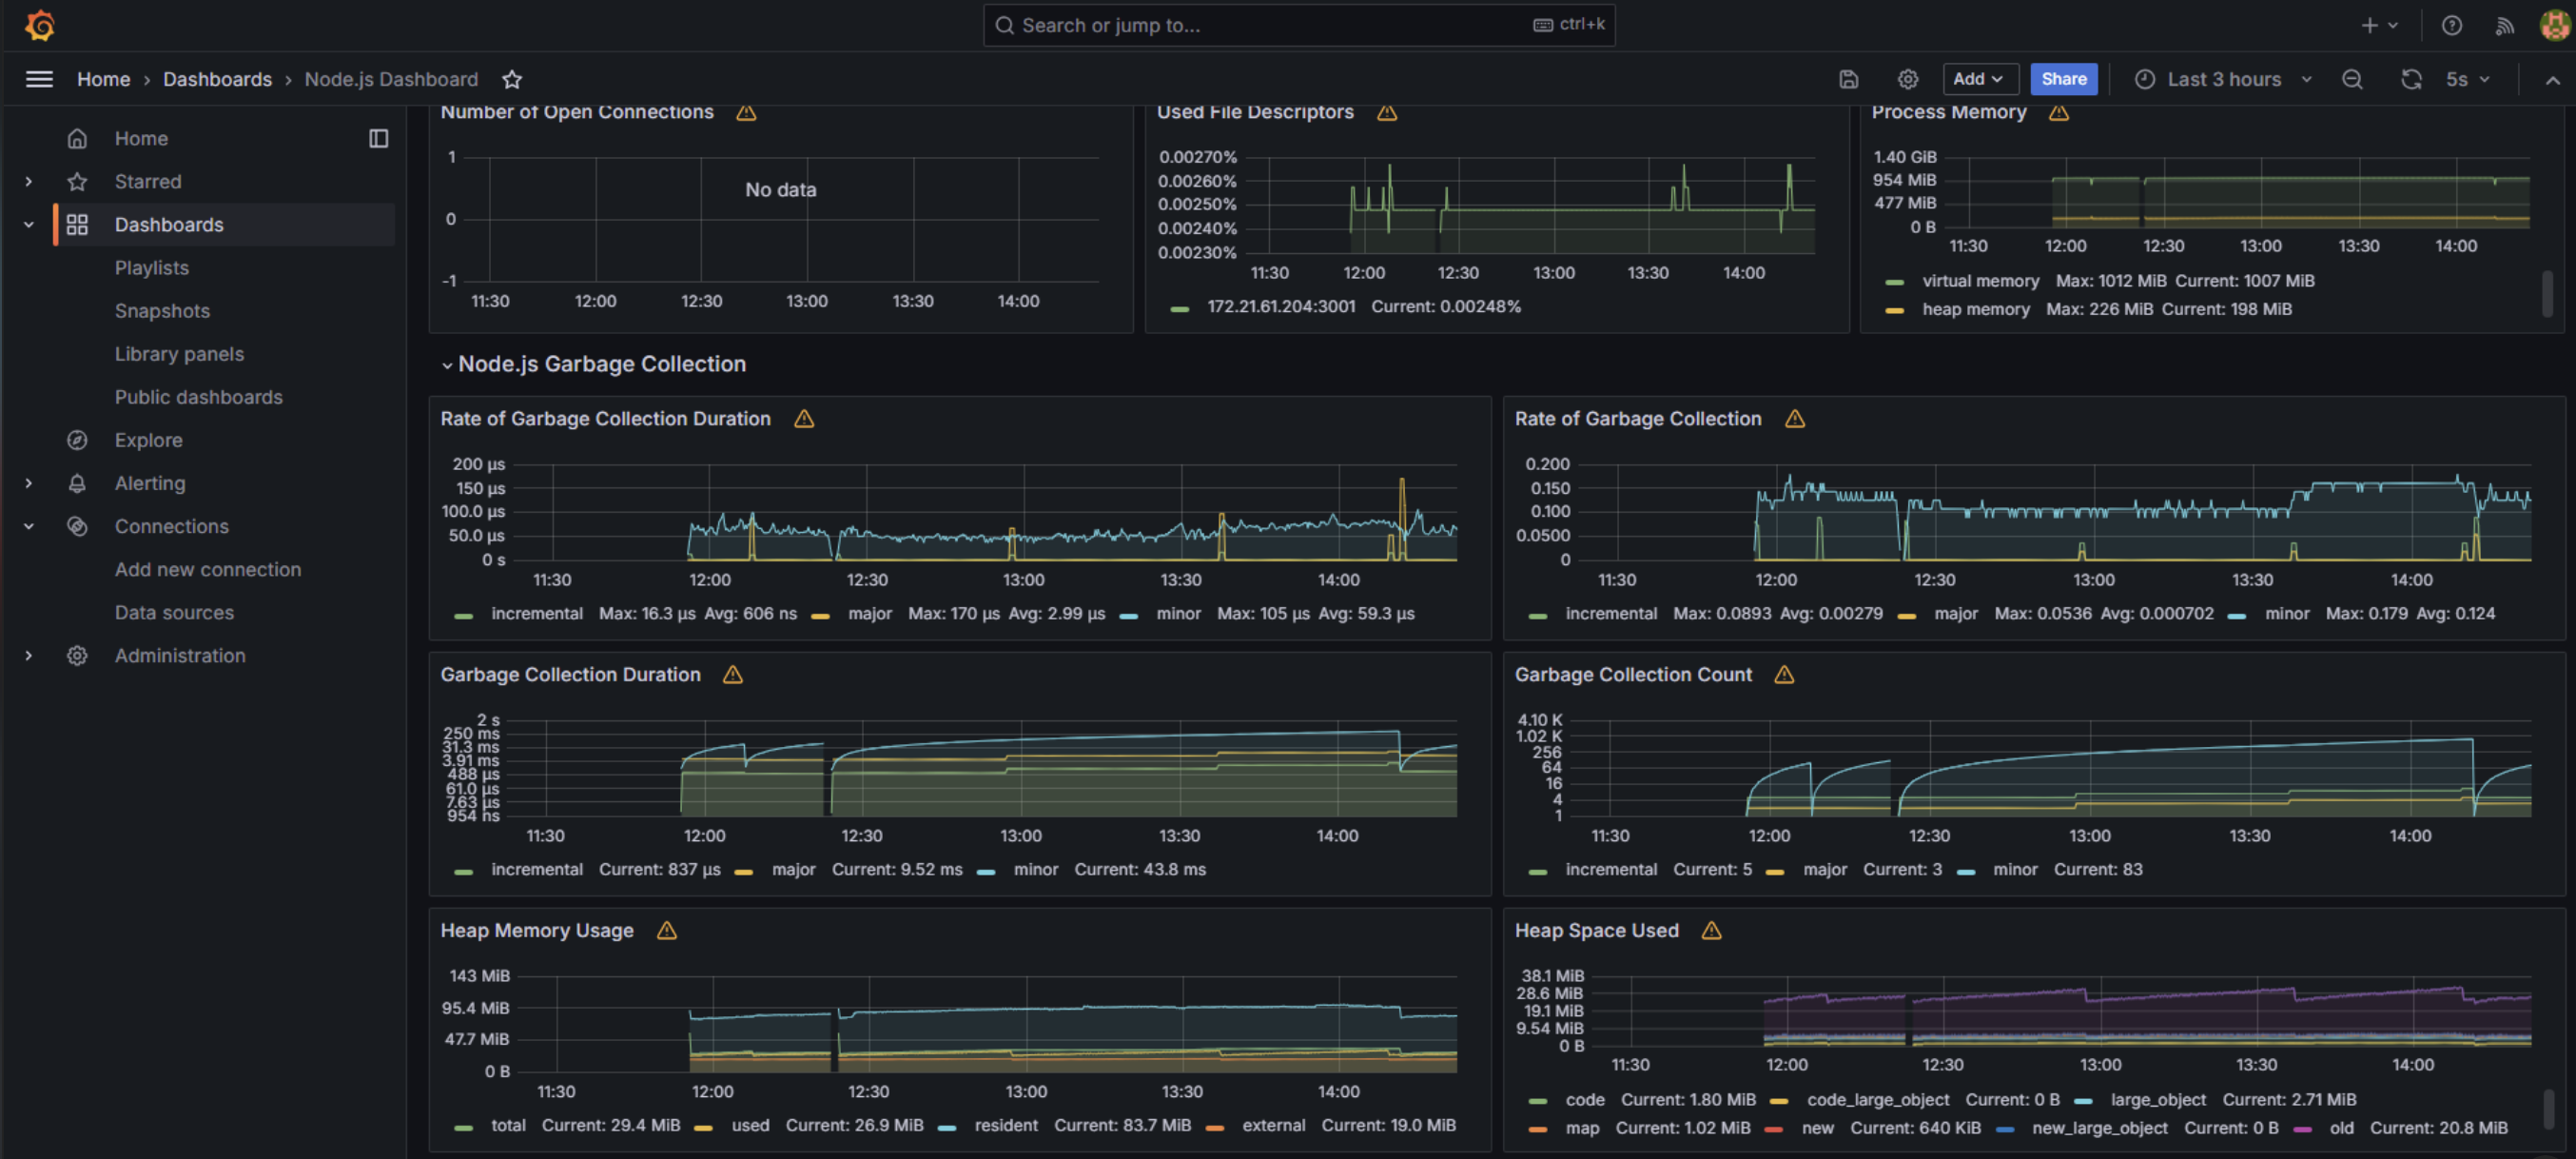 Search or jump to... ctrl+k
Home › Dashboards › Node.js Dashboard Add Share Last 3 hours 5s
Home
Starred
Dashboards
Playlists
Snapshots
Library panels
Public dashboards
Explore
Alerting
Connections
Add new connection
Data sources
Administration
Number of Open Connections
1
0
-1
No data
11:30 12:00 12:30 13:00 13:30 14:00
Used File Descriptors
0.00270%
0.00260%
0.00250%
0.00240%
0.00230%
11:30 12:00 12:30 13:00 13:30 14:00
172.21.61.204:3001 Current: 0.00248%
Process Memory
1.40 GiB
954 MiB
477 MiB
0 B
11:30 12:00 12:30 13:00 13:30 14:00
virtual memory Max: 1012 MiB Current: 1007 MiB
heap memory Max: 226 MiB Current: 198 MiB
Node.js Garbage Collection
Rate of Garbage Collection Duration
200 µs
150 µs
100.0 µs
50.0 µs
0 s
11:30 12:00 12:30 13:00 13:30 14:00
incremental Max: 16.3 µs Avg: 606 ns major Max: 170 µs Avg: 2.99 µs minor Max: 105 µs Avg: 59.3 µs
Rate of Garbage Collection
0.200
0.150
0.100
0.0500
0
11:30 12:00 12:30 13:00 13:30 14:00
incremental Max: 0.0893 Avg: 0.00279 major Max: 0.0536 Avg: 0.000702 minor Max: 0.179 Avg: 0.124
Garbage Collection Duration
2 s
250 ms
31.3 ms
3.91 ms
488 µs
61.0 µs
7.63 µs
954 ns
11:30 12:00 12:30 13:00 13:30 14:00
incremental Current: 837 µs major Current: 9.52 ms minor Current: 43.8 ms
Garbage Collection Count
4.10 K
1.02 K
256
64
16
4
1
11:30 12:00 12:30 13:00 13:30 14:00
incremental Current: 5 major Current: 3 minor Current: 83
Heap Memory Usage
143 MiB
95.4 MiB
47.7 MiB
0 B
11:30 12:00 12:30 13:00 13:30 14:00
total Current: 29.4 MiB used Current: 26.9 MiB resident Current: 83.7 MiB external Current: 19.0 MiB
Heap Space Used
38.1 MiB
28.6 MiB
19.1 MiB
9.54 MiB
0 B
11:30 12:00 12:30 13:00 13:30 14:00
code Current: 1.80 MiB code_large_object Current: 0 B large_object Current: 2.71 MiB
map Current: 1.02 MiB new Current: 640 KiB new_large_object Current: 0 B old Current: 20.8 MiB